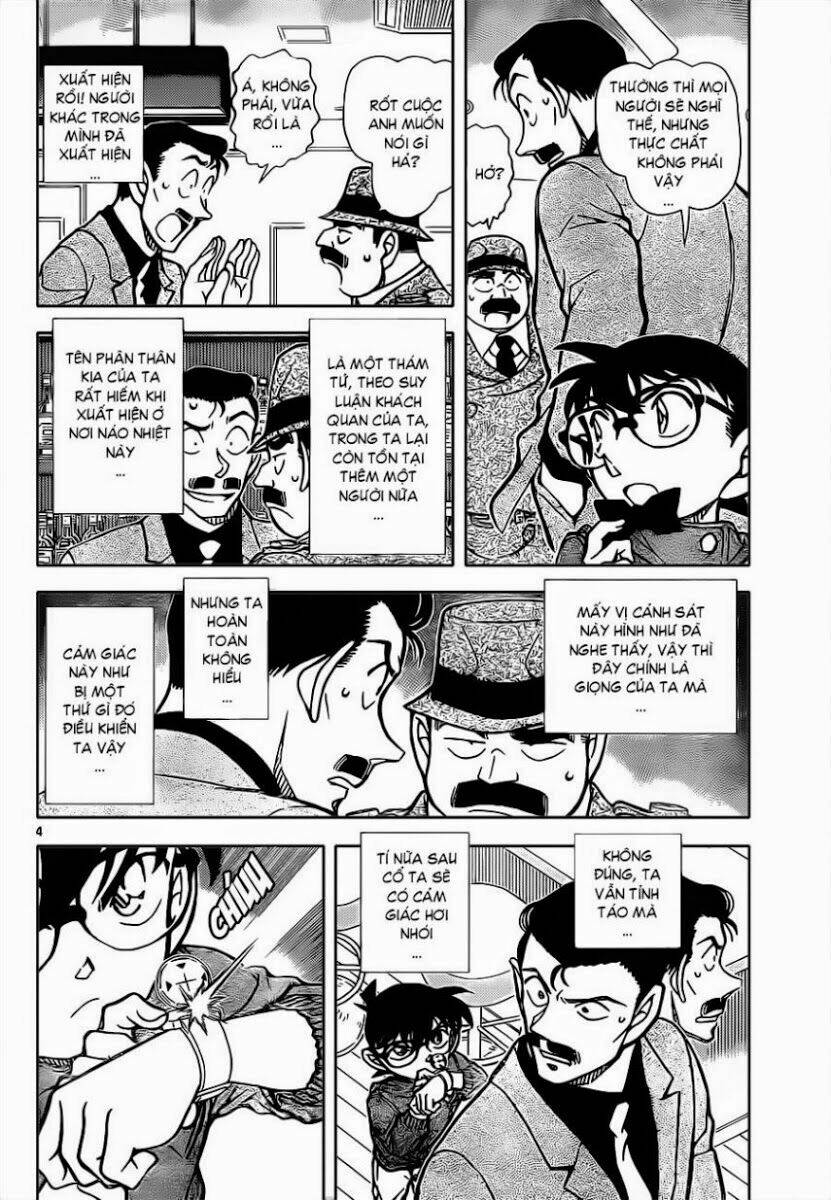 THƯỜNG THÌ MỌI
NGƯỜI SẼ NGHĨ
THẾ, NHƯNG
THỰC CHẤT
KHÔNG PHẢI
VẬY
...
HỞ?
RỐT CUỘC
ANH MUỐN
NÓI GÌ
HẢ?
Á, KHÔNG
PHẢI, VỪA
RỒI LÀ
...
XUẤT HIỆN
RỒI! NGƯỜI
KHÁC TRONG
MÌNH ĐÃ
XUẤT HIỆN
...
LÀ MỘT THÁM
TỬ, THEO SUY
LUẬN KHÁCH
QUAN CỦA TA,
TRONG TA LẠI
CÒN TỒN TẠI
THÊM MỘT
NGƯỜI NỮA
...
TÊN PHÂN THÂN
KIA CỦA TA
RẤT HIẾM KHI
XUẤT HIỆN Ở
NƠI NÁO NHIỆT
NÀY
...
MẤY VỊ CẢNH SÁT
NÀY HÌNH NHƯ ĐÃ
NGHE THẤY, VẬY THÌ
ĐÂY CHÍNH LÀ
GIỌNG CỦA TA MÀ
...
NHƯNG TA
HOÀN
TOÀN
KHÔNG
HIỂU
...
CẢM GIÁC
NÀY NHƯ
BỊ MỘT
THỨ GÌ ĐÓ
ĐIỀU KHIỂN
TA VẬY
...
4
KHÔNG
ĐÚNG, TA
VẪN TỈNH
TÁO MÀ
...
TÍ NỮA SAU
CỔ TA SẼ
CÓ CẢM
GIÁC HƠI
NHÓI